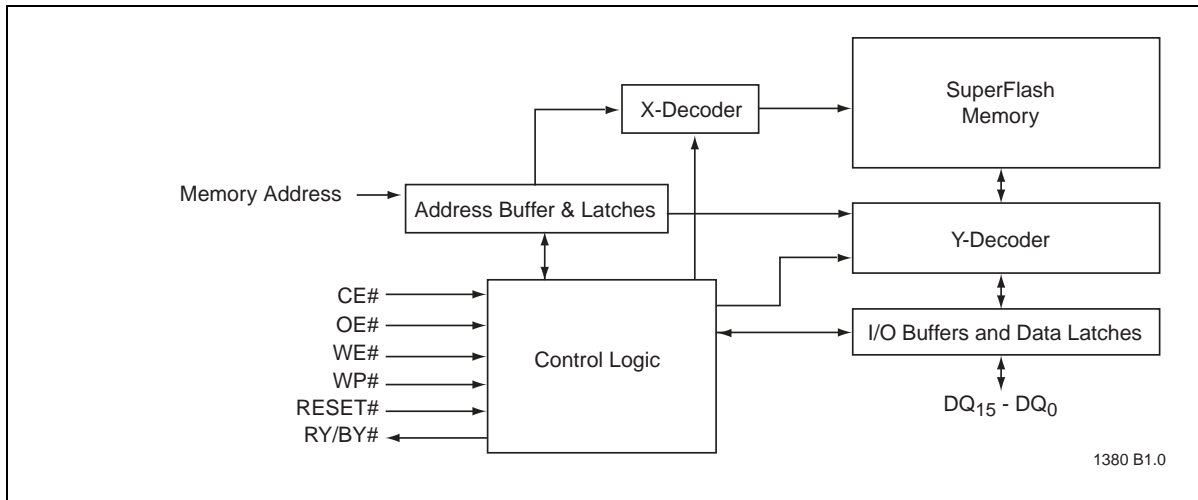 SuperFlash
Memory
X-Decoder
Memory Address
Address Buffer & Latches
Y-Decoder
CE#
OE#
WE#
WP#
RESET#
RY/BY#
Control Logic
I/O Buffers and Data Latches
DQ15 - DQ0
1380 B1.0